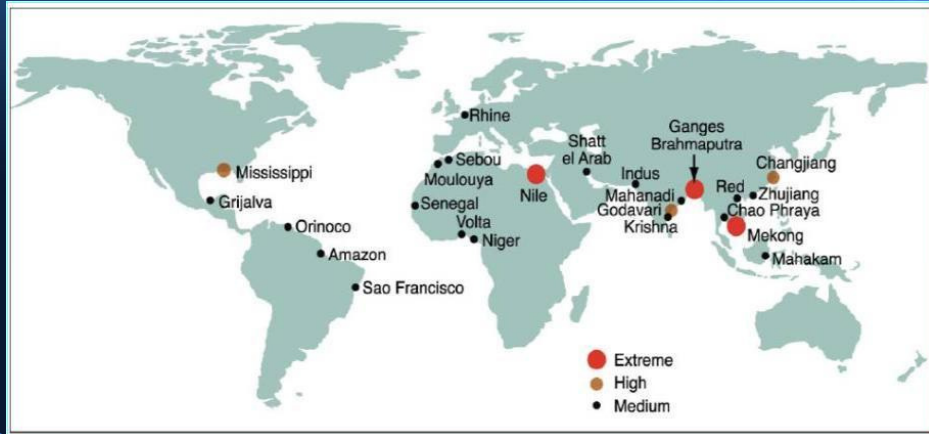 Rhine
Ganges
Brahmaputra
Shatt
el Arab
Changjiang
Sebou
Moulouya
Mississippi
Indus
Red
Zhujiang
Mahanadi
Nile
Grijalva
Senegal
Godavari
Chao Phraya
Volta
Krishna
Orinoco
Niger
Mekong
Amazon
Mahakam
Sao Francisco
Extreme
High
Medium